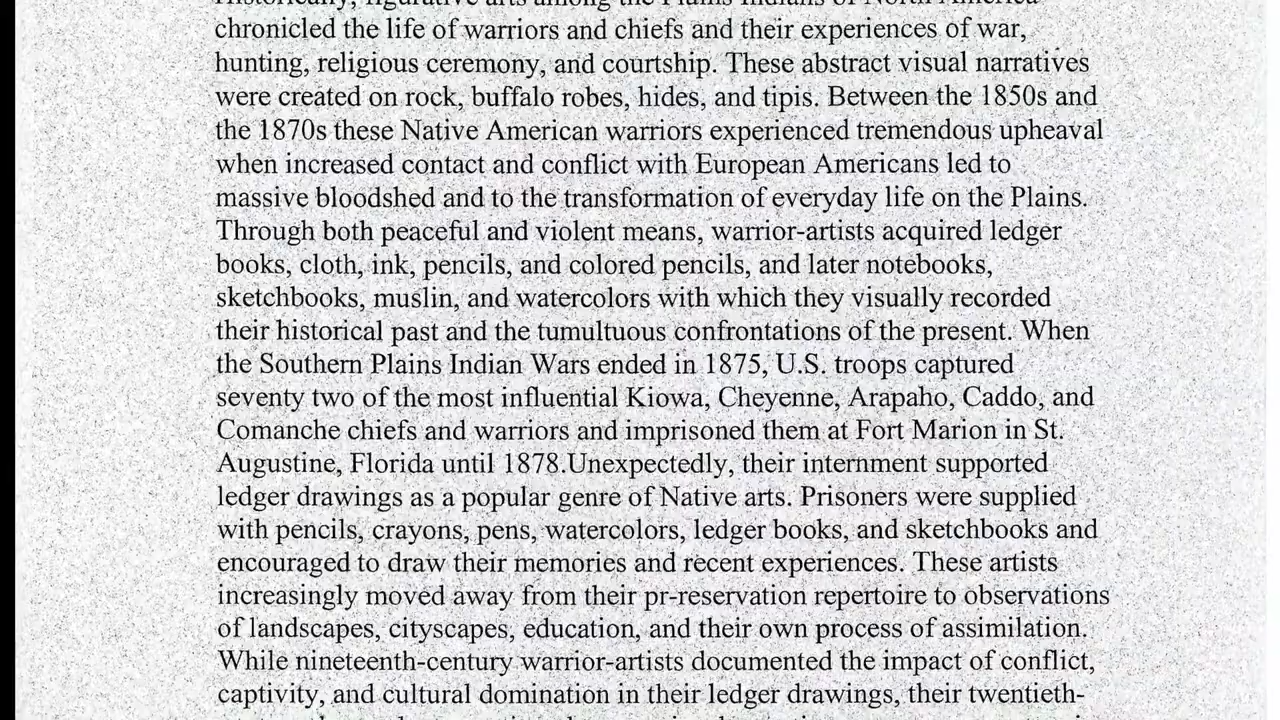 Historically, figurative arts among the Plains Indians of North America
chronicled the life of warriors and chiefs and their experiences of war,
hunting, religious ceremony, and courtship. These abstract visual narratives
were created on rock, buffalo robes, hides, and tipis. Between the 1850s and
the 1870s these Native American warriors experienced tremendous upheaval
when increased contact and conflict with European Americans led to
massive bloodshed and to the transformation of everyday life on the Plains.
Through both peaceful and violent means, warrior-artists acquired ledger
books, cloth, ink, pencils, and colored pencils, and later notebooks,
sketchbooks, muslin, and watercolors with which they visually recorded
their historical past and the tumultuous confrontations of the present. When
the Southern Plains Indian Wars ended in 1875, U.S. troops captured
seventy two of the most influential Kiowa, Cheyenne, Arapaho, Caddo, and
Comanche chiefs and warriors and imprisoned them at Fort Marion in St.
Augustine, Florida until 1878.Unexpectedly, their internment supported
ledger drawings as a popular genre of Native arts. Prisoners were supplied
with pencils, crayons, pens, watercolors, ledger books, and sketchbooks and
encouraged to draw their memories and recent experiences. These artists
increasingly moved away from their pr-reservation repertoire to observations
of landscapes, cityscapes, education, and their own process of assimilation.
While nineteenth-century warrior-artists documented the impact of conflict,
captivity, and cultural domination in their ledger drawings, their twentieth-